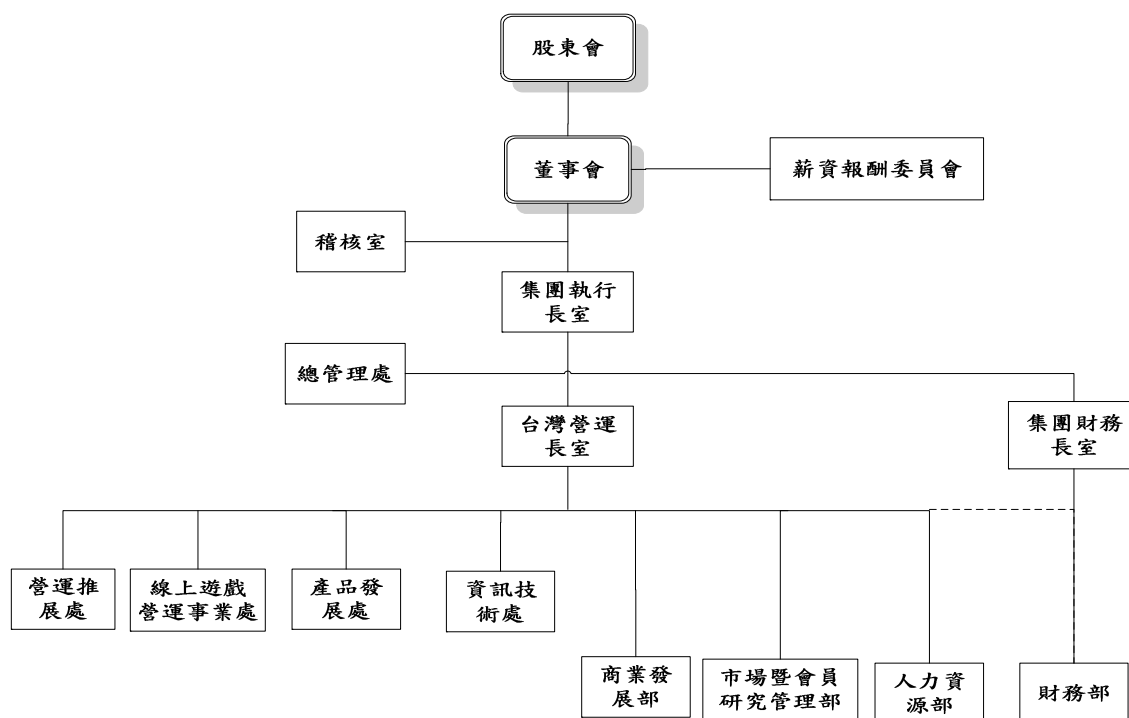 股東會
董事會
薪資報酬委員會
稽核室
集團執行
長室
總管理處
台灣營運
長室
集團財務
長室
營運推
展處
線上遊戲
營運事業處
產品發
展處
資訊技
術處
商業發
展部
市場暨會員
研究管理部
人力資
源部
財務部